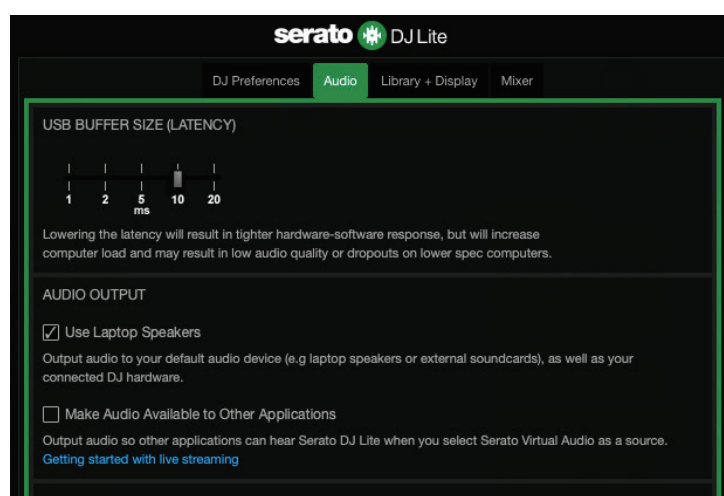 serato DJ Lite
DJ Preferences Audio Library + Display Mixer
USB BUFFER SIZE (LATENCY)
1 2 5 10 20
ms
Lowering the latency will result in tighter hardware-software response, but will increase
computer load and may result in low audio quality or dropouts on lower spec computers.
AUDIO OUTPUT
Use Laptop Speakers
Output audio to your default audio device (e.g laptop speakers or external soundcards), as well as your
connected DJ hardware.
Make Audio Available to Other Applications
Output audio so other applications can hear Serato DJ Lite when you select Serato Virtual Audio as a source.
Getting started with live streaming